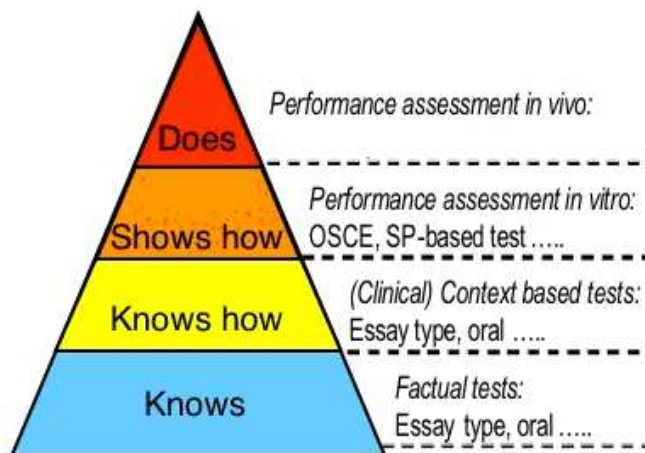 Performance assessment in vivo:
Does
Performance assessment in vitro:
Shows how
OSCE, SP-based test .....
(Clinical) Context based tests:
Knows how
Essay type, oral .....
Factual tests:
Knows
Essay type, oral .....